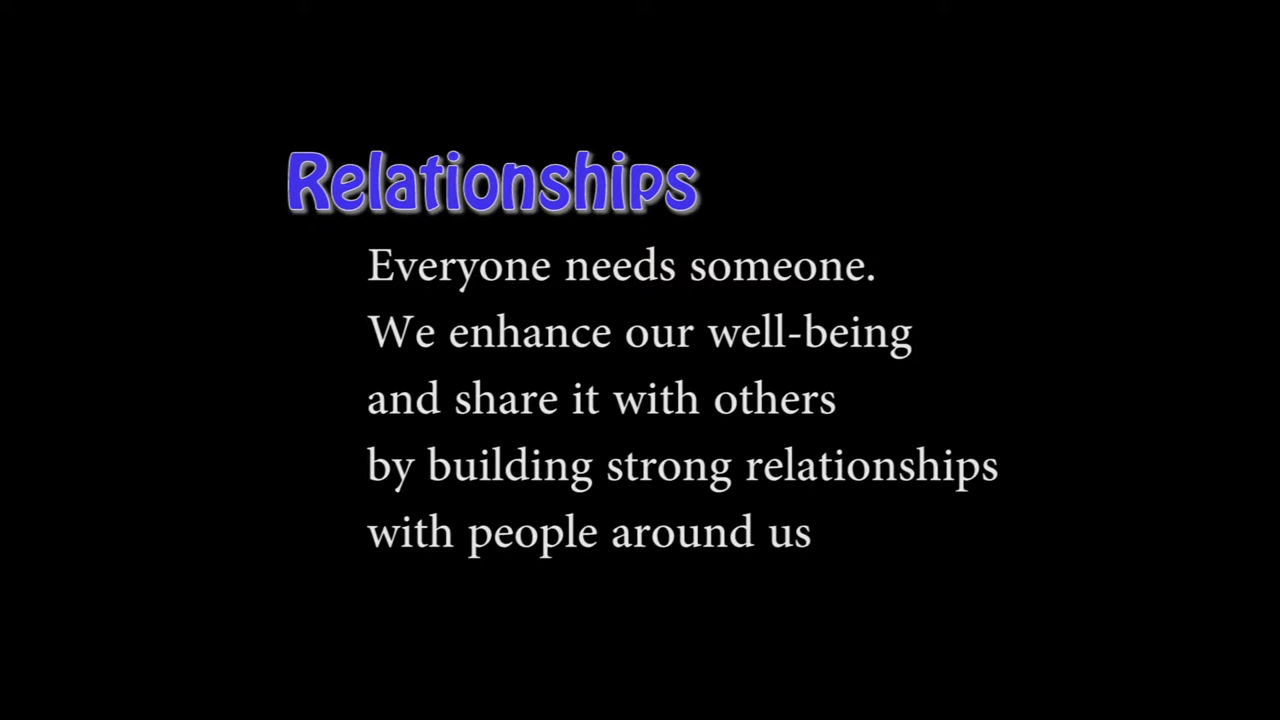 Relationships
Everyone needs someone.
We enhance our well-being
and share it with others
by building strong relationships
with people around us